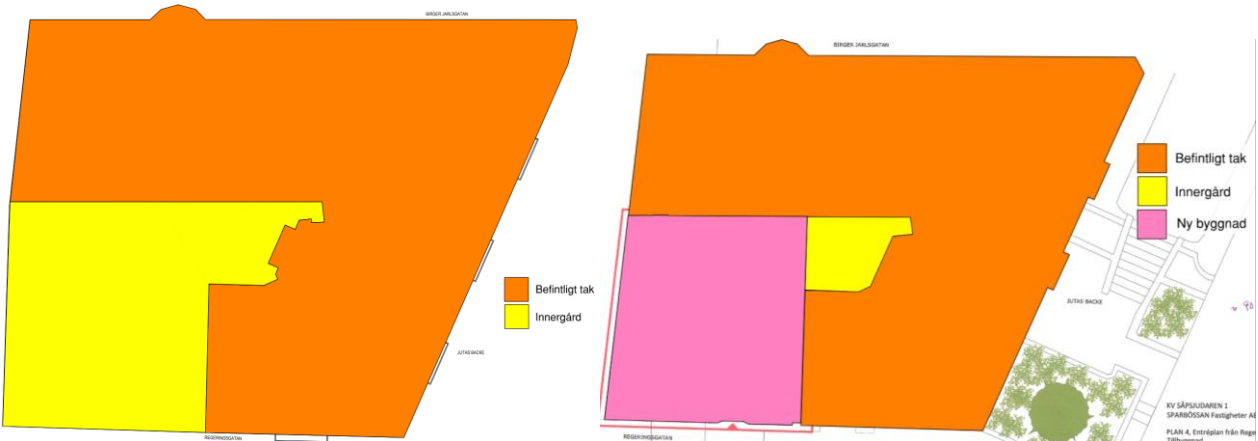 BIRGER JARLSGATAN
Befintligt tak
Innergård
JUTAS BACKE
REGERINGSGATAN
BIRGER JARLSGATAN
Befintligt tak
Innergård
Ny byggnad
JUTAS BACKE
REGERINGSGATAN
KV SÅPSJUDAREN 1
SPARBÖSSAN Fastigheter AB
PLAN 4, Entréplan från Rege
Tillbyggnad